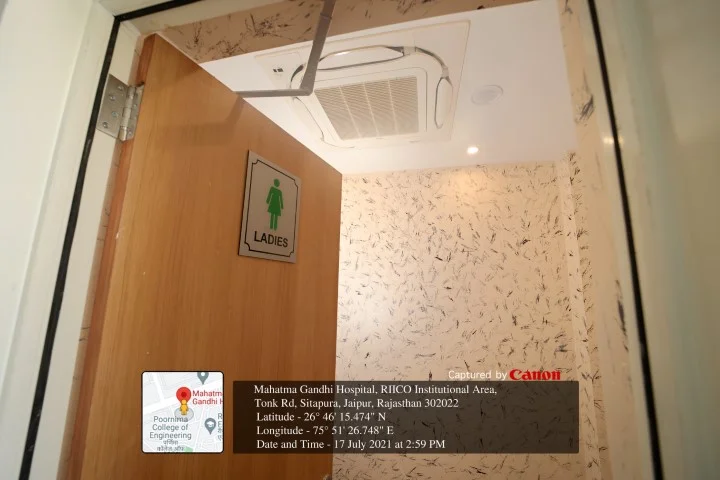 LADIES
Captured by Canon
Mahatma Gandhi Hospital, RIICO Institutional Area,
Tonk Rd, Sitapura, Jaipur, Rajasthan 302022
Latitude - 26° 46' 15.474" N
Longitude - 75° 51' 26.748" E
Date and Time - 17 July 2021 at 2:59 PM
Mahatm
Gandhi H
Poornima
College of
Engineering